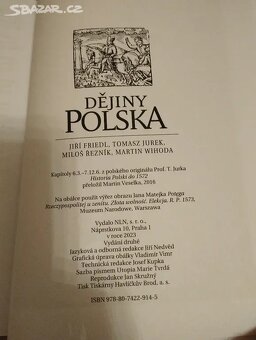 SBAZAR.cz
DĚJINY
POLSKA
JIŘÍ FRIEDL, TOMASZ JUREK,
MILOŠ ŘEZNÍK, MARTIN WIHODA
Kapitoly 6.3.–7.12.6. z polského originálu Prof. T. Jurka
Historia Polski do 1572
přeložil Martin Veselka, 2016
Na obálce použit výřez obrazu Jana Matejka Potęga
Rzeczypospolitej u zenitu. Złota wolność. Elekcja. R. P. 1573,
Muzeum Narodowe, Warszawa
Vydalo NLN, s. r. o.,
Náprstkova 10, Praha 1
v roce 2023
Vydání druhé
Jazyková a odborná redakce Jiří Nedvěd
Grafická úprava obálky Vladimír Vimr
Technická redakce Josef Kupka
Sazba písmem Utopia Marie Tvrdá
Reprodukce Jan Skružný
Tisk Tiskárny Havlíčkův Brod, a. s.
ISBN 978-80-7422-914-5